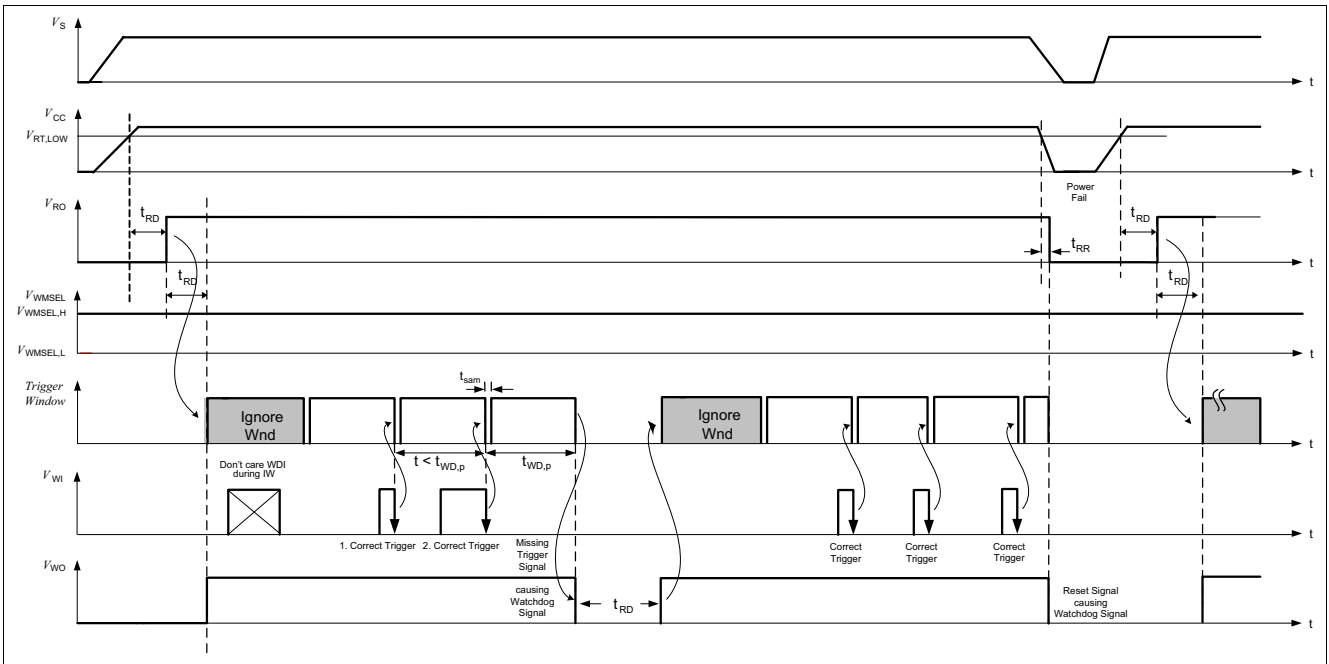 VS
t
VCC
VRT,LOW
t
Power
Fail
VRO
tRD
tRR
tRD
t
tRD
tRD
VWMSEL
VWMSEL,H
VWMSEL,L
t
Trigger
Window
tsam
Ignore
Wnd
Ignore
Wnd
t
t < tWD,p
tWD,p
Don't care WDI
during IW
VWI
t
1. Correct Trigger
2. Correct Trigger
Missing
Trigger
Signal
Correct
Trigger
Correct
Trigger
Correct
Trigger
VWO
causing
Watchdog
Signal
tRD
Reset Signal
causing
Watchdog Signal
t